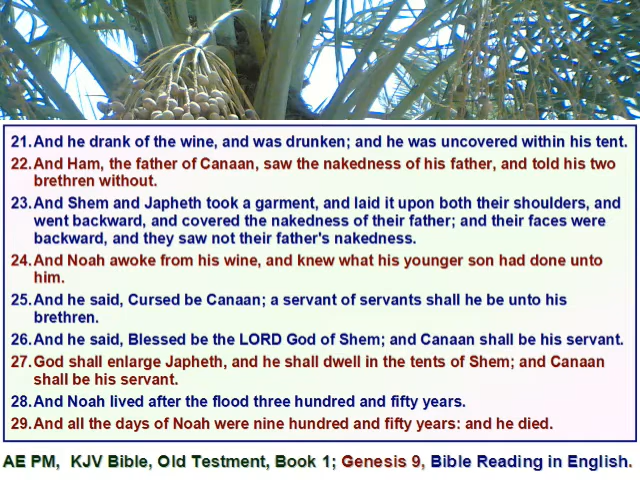 21. And he drank of the wine, and was drunken; and he was uncovered within his tent.
22. And Ham, the father of Canaan, saw the nakedness of his father, and told his two
brethren without.
23. And Shem and Japheth took a garment, and laid it upon both their shoulders, and
went backward, and covered the nakedness of their father; and their faces were
backward, and they saw not their father's nakedness.
24. And Noah awoke from his wine, and knew what his younger son had done unto
him.
25. And he said, Cursed be Canaan; a servant of servants shall he be unto his
brethren.
26. And he said, Blessed be the LORD God of Shem; and Canaan shall be his servant.
27. God shall enlarge Japheth, and he shall dwell in the tents of Shem; and Canaan
shall be his servant.
28. And Noah lived after the flood three hundred and fifty years.
29. And all the days of Noah were nine hundred and fifty years: and he died.
AE PM, KJV Bible, Old Testment, Book 1; Genesis 9, Bible Reading in English.